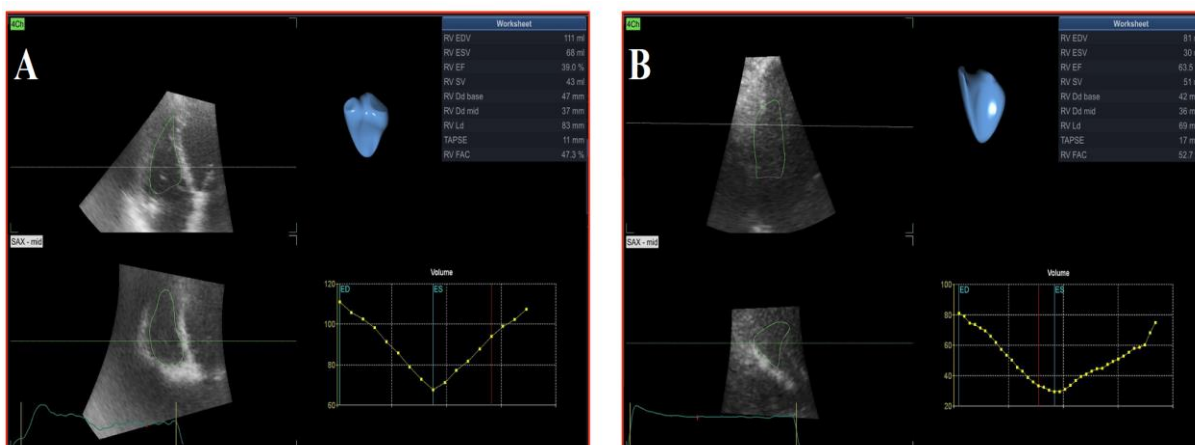 4Ch
A
Worksheet
RV EDV 111 ml
RV ESV 68 ml
RV EF 39.0 %
RV SV 43 ml
RV Dd base 47 mm
RV Dd mid 37 mm
RV Ld 83 mm
TAPSE 11 mm
RV FAC 47.3 %
SAX - mid
Volume
120
100
80
60
ED
ES
4Ch
B
Worksheet
RV EDV 81
RV ESV 30
RV EF 63.5
RV SV 51
RV Dd base 42
RV Dd mid 36
RV Ld 69
TAPSE 17
RV FAC 52.7
SAX - mid
Volume
100
80
60
40
20
ED
ES